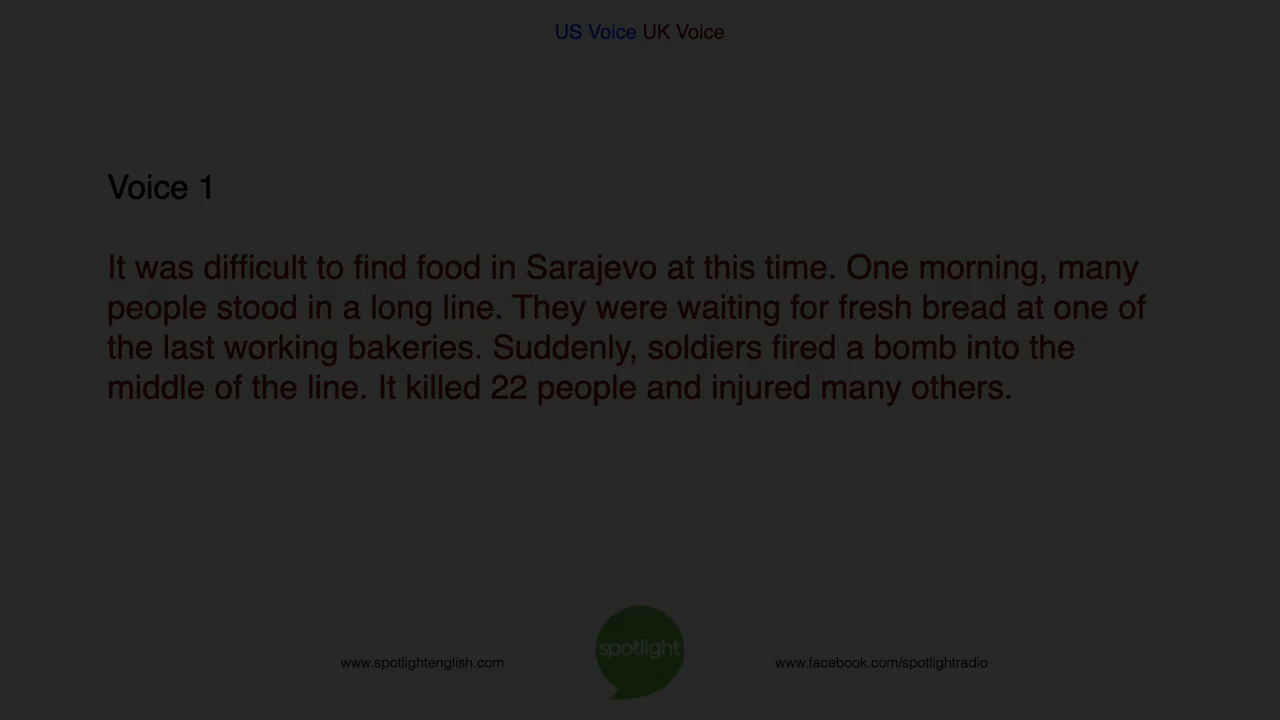 US Voice UK Voice
Voice 1
It was difficult to find food in Sarajevo at this time. One morning, many
people stood in a long line. They were waiting for fresh bread at one of
the last working bakeries. Suddenly, soldiers fired a bomb into the
middle of the line. It killed 22 people and injured many others.
spotlight
www.spotlightenglish.com
www.facebook.com/spotlightradio